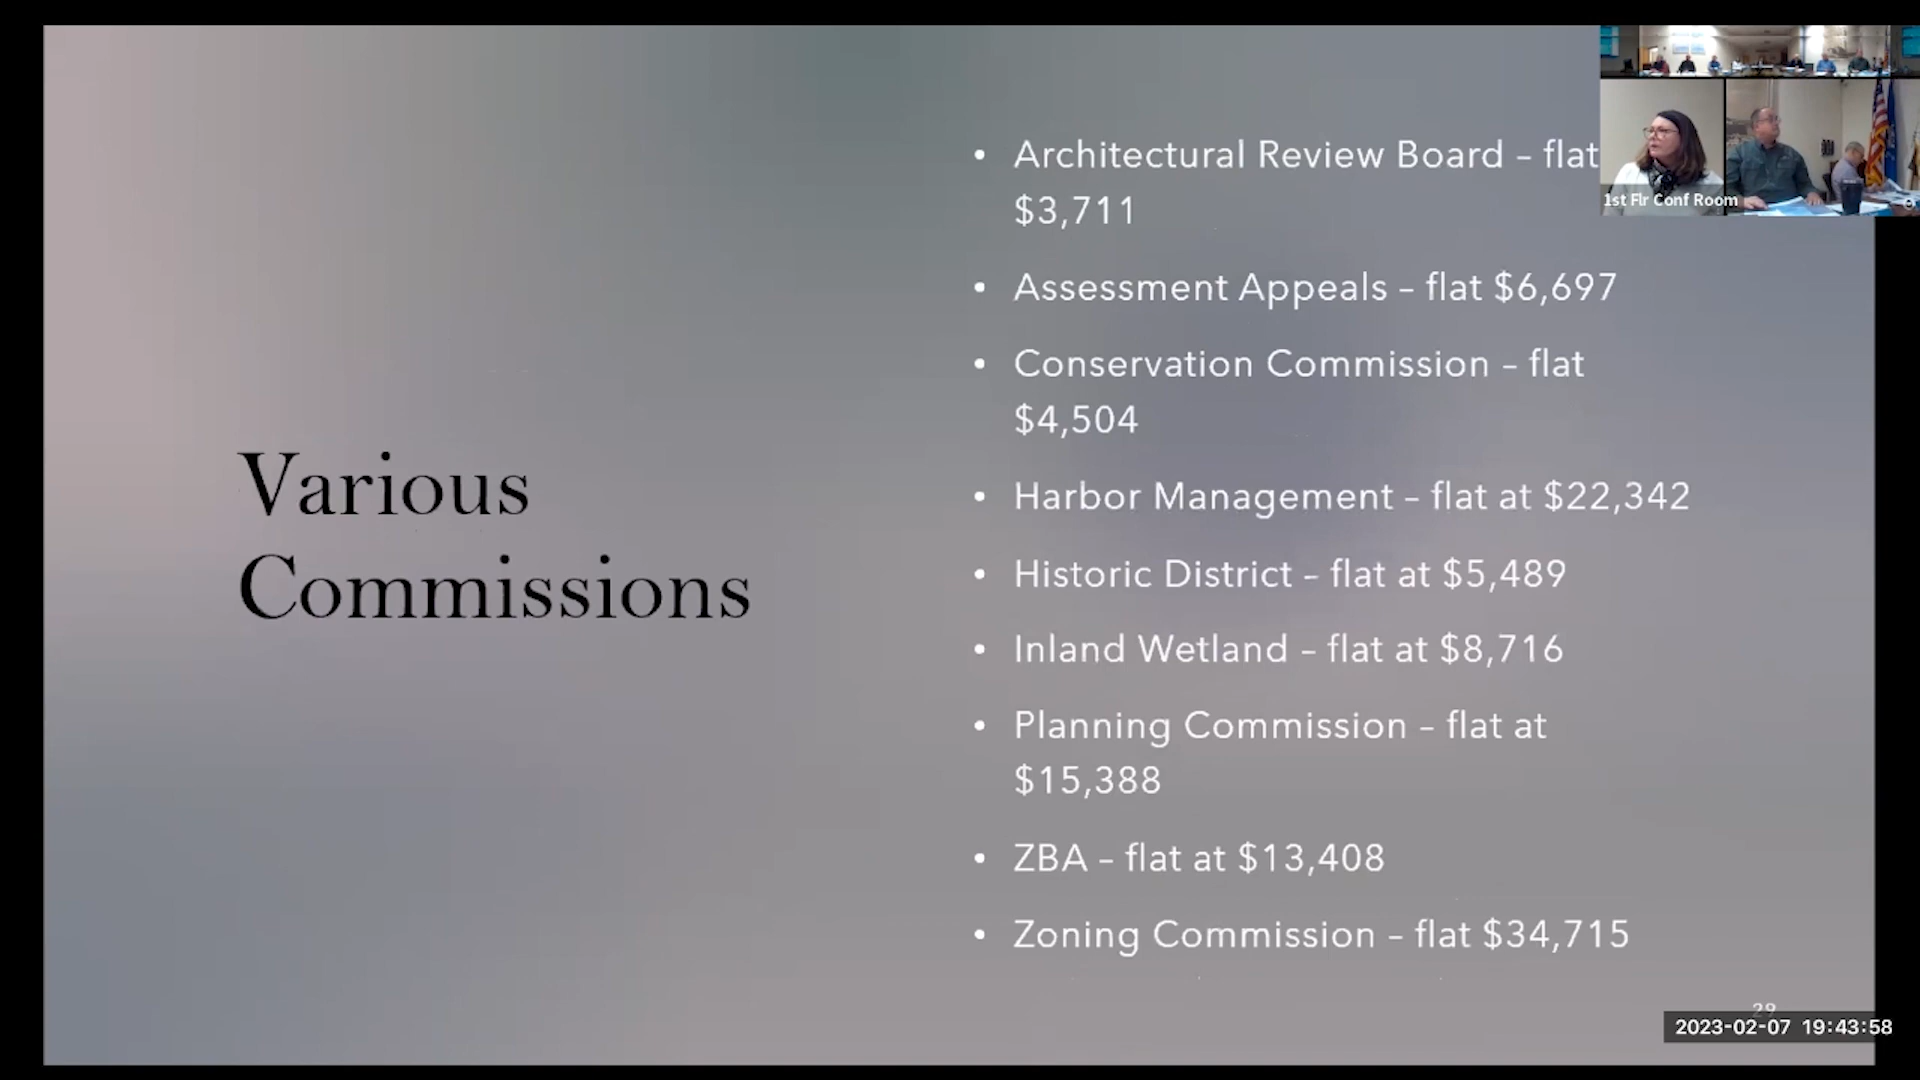 Various
Commissions
• Architectural Review Board – flat
$3,711
• Assessment Appeals – flat $6,697
• Conservation Commission – flat
$4,504
• Harbor Management – flat at $22,342
• Historic District – flat at $5,489
• Inland Wetland – flat at $8,716
• Planning Commission – flat at
$15,388
• ZBA – flat at $13,408
• Zoning Commission – flat $34,715
1st Flr Conf Room
29
2023-02-07 19:43:58